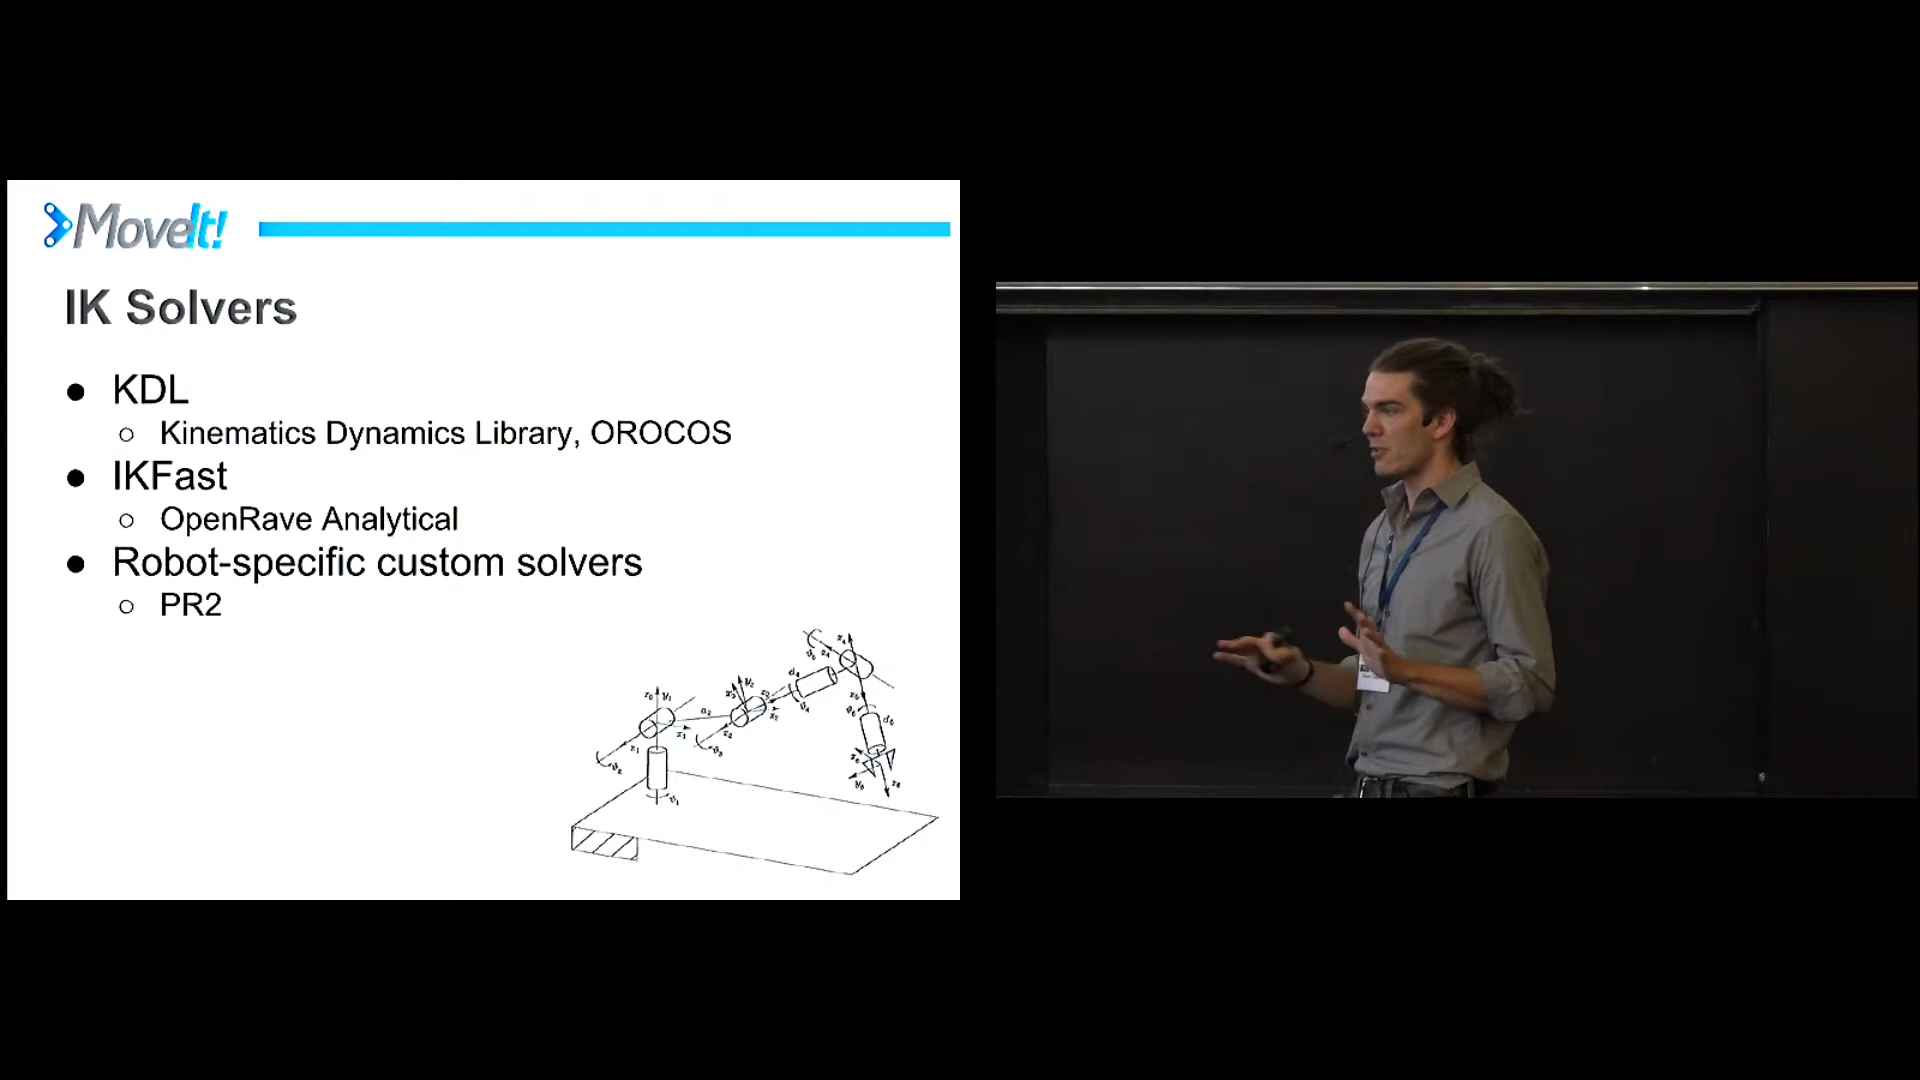 MoveIt!
IK Solvers
● KDL
○ Kinematics Dynamics Library, OROCOS
● IKFast
○ OpenRave Analytical
● Robot-specific custom solvers
○ PR2